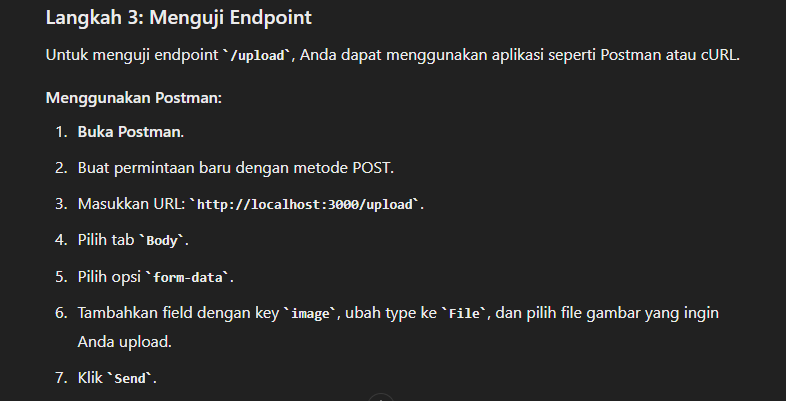 Langkah 3: Menguji Endpoint
Untuk menguji endpoint `/upload`, Anda dapat menggunakan aplikasi seperti Postman atau cURL.
Menggunakan Postman:
1. Buka Postman.
2. Buat permintaan baru dengan metode POST.
3. Masukkan URL: `http://localhost:3000/upload`.
4. Pilih tab `Body`.
5. Pilih opsi `form-data`.
6. Tambahkan field dengan key `image`, ubah type ke `File`, dan pilih file gambar yang ingin
Anda upload.
7. Klik `Send`.